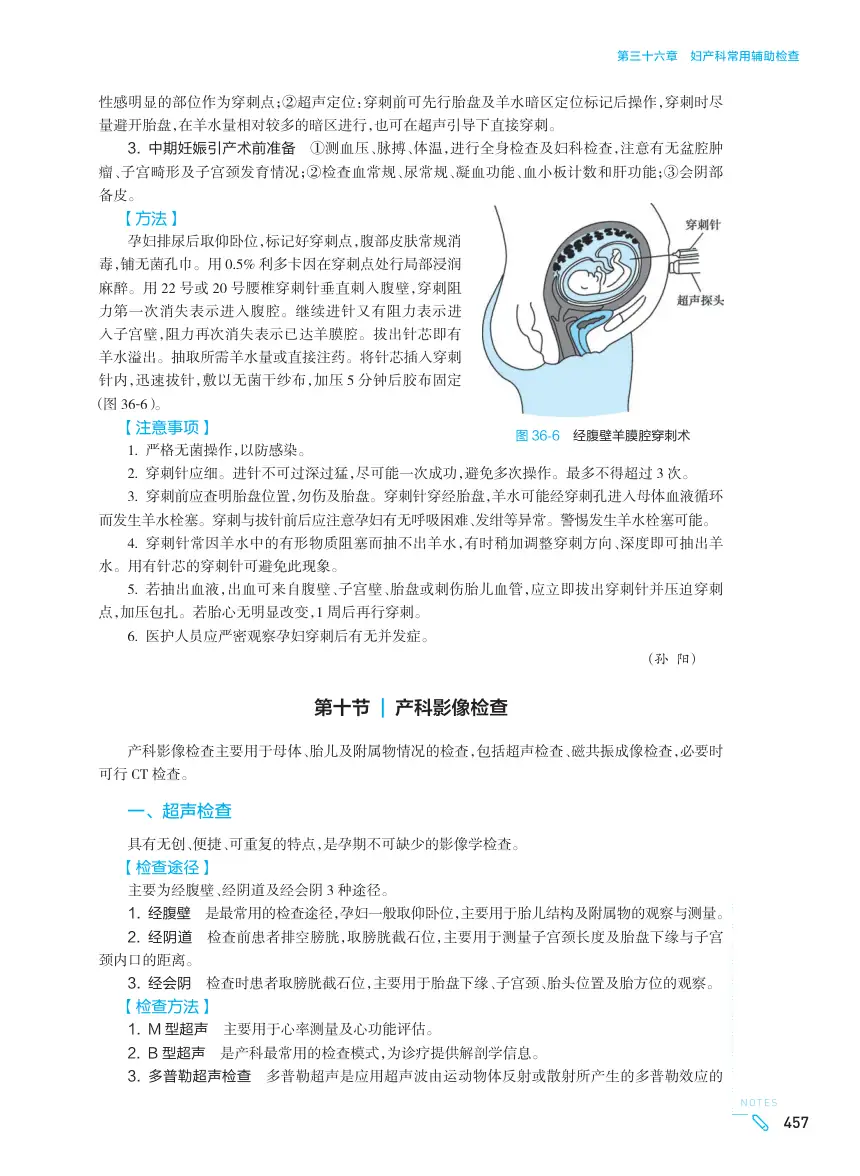 第三十六章 妇产科常用辅助检查
性感明显的部位作为穿刺点;②超声定位:穿刺前可先行胎盘及羊水暗区定位标记后操作,穿刺时尽
量避开胎盘,在羊水量相对较多的暗区进行,也可在超声引导下直接穿刺。
3. 中期妊娠引产术前准备 ①测血压、脉搏、体温,进行全身检查及妇科检查,注意有无盆腔肿
瘤、子宫畸形及子宫颈发育情况;②检查血常规、尿常规、凝血功能、血小板计数和肝功能;③会阴部
备皮。
【方法】
孕妇排尿后取仰卧位,标记好穿刺点,腹部皮肤常规消
毒,铺无菌孔巾。用 0.5% 利多卡因在穿刺点处行局部浸润
麻醉。用 22 号或 20 号腰椎穿刺针垂直刺入腹壁,穿刺阻
力第一次消失表示进入腹腔。继续进针又有阻力表示进
入子宫壁,阻力再次消失表示已达羊膜腔。拔出针芯即有
羊水溢出。抽取所需羊水量或直接注药。将针芯插入穿刺
针内,迅速拔针,敷以无菌干纱布,加压 5 分钟后胶布固定
(图 36-6)。
穿刺针
超声探头
图 36-6 经腹壁羊膜腔穿刺术
【注意事项】
1. 严格无菌操作,以防感染。
2. 穿刺针应细。进针不可过深过猛,尽可能一次成功,避免多次操作。最多不得超过 3 次。
3. 穿刺前应查明胎盘位置,勿伤及胎盘。穿刺针穿经胎盘,羊水可能经穿刺孔进入母体血液循环
而发生羊水栓塞。穿刺与拔针前后应注意孕妇有无呼吸困难、发绀等异常。警惕发生羊水栓塞可能。
4. 穿刺针常因羊水中的有形物质阻塞而抽不出羊水,有时稍加调整穿刺方向、深度即可抽出羊
水。用有针芯的穿刺针可避免此现象。
5. 若抽出血液,出血可来自腹壁、子宫壁、胎盘或刺伤胎儿血管,应立即拔出穿刺针并压迫穿刺
点,加压包扎。若胎心无明显改变,1 周后再行穿刺。
6. 医护人员应严密观察孕妇穿刺后有无并发症。
(孙 阳)
第十节 | 产科影像检查
产科影像检查主要用于母体、胎儿及附属物情况的检查,包括超声检查、磁共振成像检查,必要时
可行 CT 检查。
一、超声检查
具有无创、便捷、可重复的特点,是孕期不可缺少的影像学检查。
【检查途径】
主要为经腹壁、经阴道及经会阴 3 种途径。
1. 经腹壁 是最常用的检查途径,孕妇一般取仰卧位,主要用于胎儿结构及附属物的观察与测量。
2. 经阴道 检查前患者排空膀胱,取膀胱截石位,主要用于测量子宫颈长度及胎盘下缘与子宫
颈内口的距离。
3. 经会阴 检查时患者取膀胱截石位,主要用于胎盘下缘、子宫颈、胎头位置及胎方位的观察。
【检查方法】
1. M 型超声 主要用于心率测量及心功能评估。
2. B 型超声 是产科最常用的检查模式,为诊疗提供解剖学信息。
3. 多普勒超声检查 多普勒超声是应用超声波由运动物体反射或散射所产生的多普勒效应的
NOTES
457